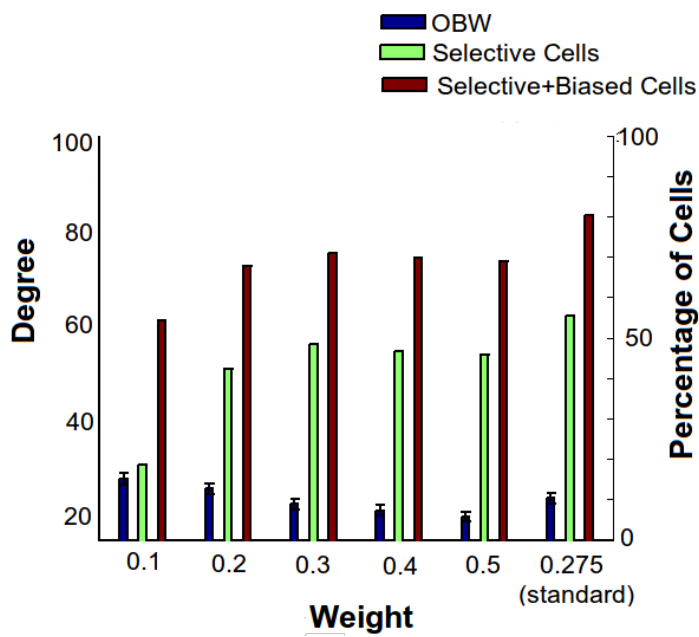 OBW
Selective Cells
Selective+Biased Cells
100
80
60
40
20
Degree
100
50
0
Percentage of Cells
0.1
0.2
0.3
0.4
0.5
0.275
(standard)
Weight